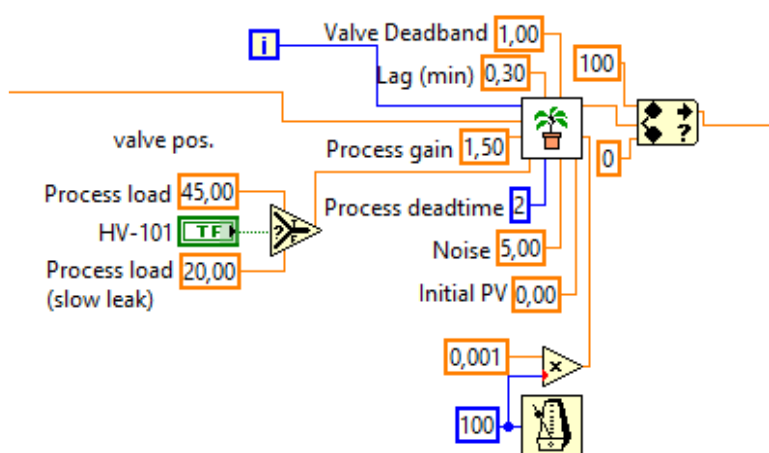 Valve Deadband 1,00
i
Lag (min) 0,30
100
valve pos.
Process gain 1,50
?
0
Process load 45,00
Process deadtime 2
HV-101 TF
? T F
Noise 5,00
Process load 20,00
(slow leak)
Initial PV 0,00
0,001
x
100